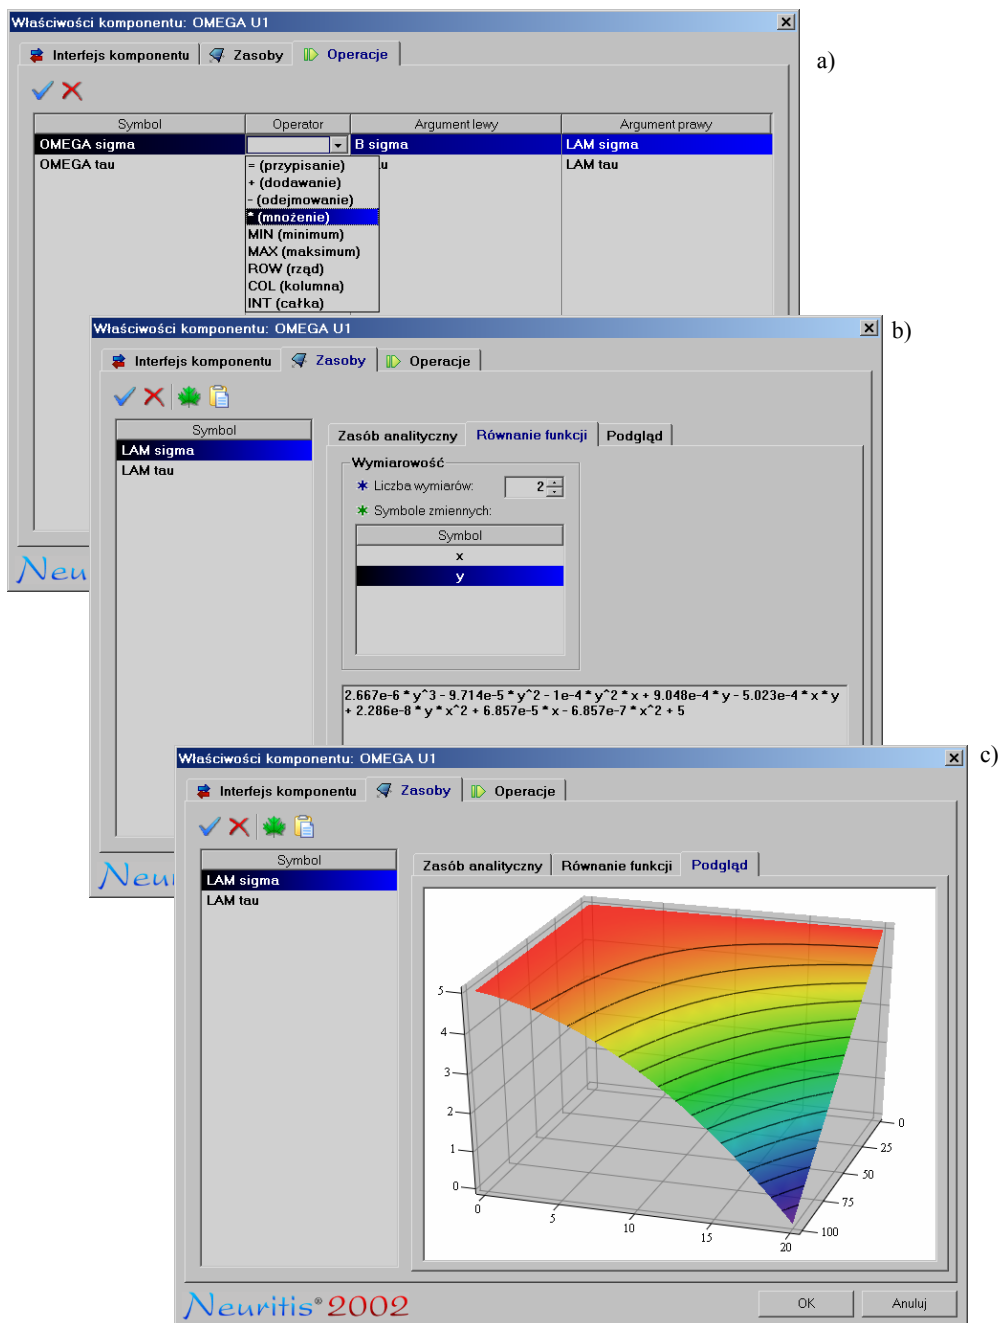 Właściwości komponentu: OMEGA U1
a)
Interfejs komponentu Zasoby Operacje
Symbol Operator Argument lewy Argument prawy
OMEGA sigma B sigma LAM sigma
OMEGA tau LAM tau
= (przypisanie)
+ (dodawanie)
- (odejmowanie)
* (mnożenie)
MIN (minimum)
MAX (maksimum)
ROW (rząd)
COL (kolumna)
INT (całka)
Właściwości komponentu: OMEGA U1
b)
Interfejs komponentu Zasoby Operacje
Symbol
LAM sigma
LAM tau
Zasób analityczny Równanie funkcji Podgląd
Wymiarowość
Liczba wymiarów: 2
Symbole zmiennych:
Symbol
x
y
2.667e-6 * y^3 - 9.714e-5 * y^2 - 1e-4 * y^2 * x + 9.048e-4 * y - 5.023e-4 * x * y
+ 2.286e-8 * y * x^2 + 6.857e-5 * x - 6.857e-7 * x^2 + 5
Właściwości komponentu: OMEGA U1
c)
Interfejs komponentu Zasoby Operacje
Symbol
LAM sigma
LAM tau
Zasób analityczny Równanie funkcji Podgląd
5
4
3
2
1
0
0
5
10
15
20
0
25
50
75
100
Neuritis® 2002
OK Anuluj